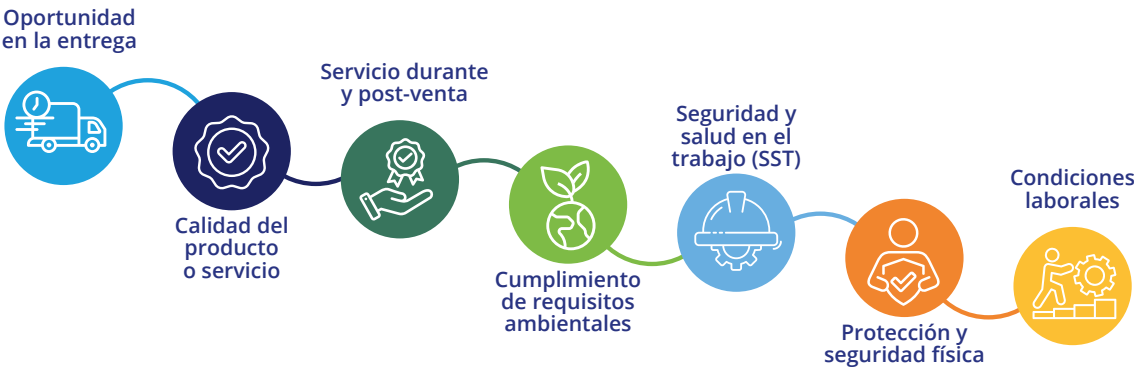 Oportunidad
en la entrega
Calidad del
producto
o servicio
Servicio durante
y post-venta
Cumplimiento
de requisitos
ambientales
Seguridad y
salud en el
trabajo (SST)
Protección y
seguridad física
Condiciones
laborales